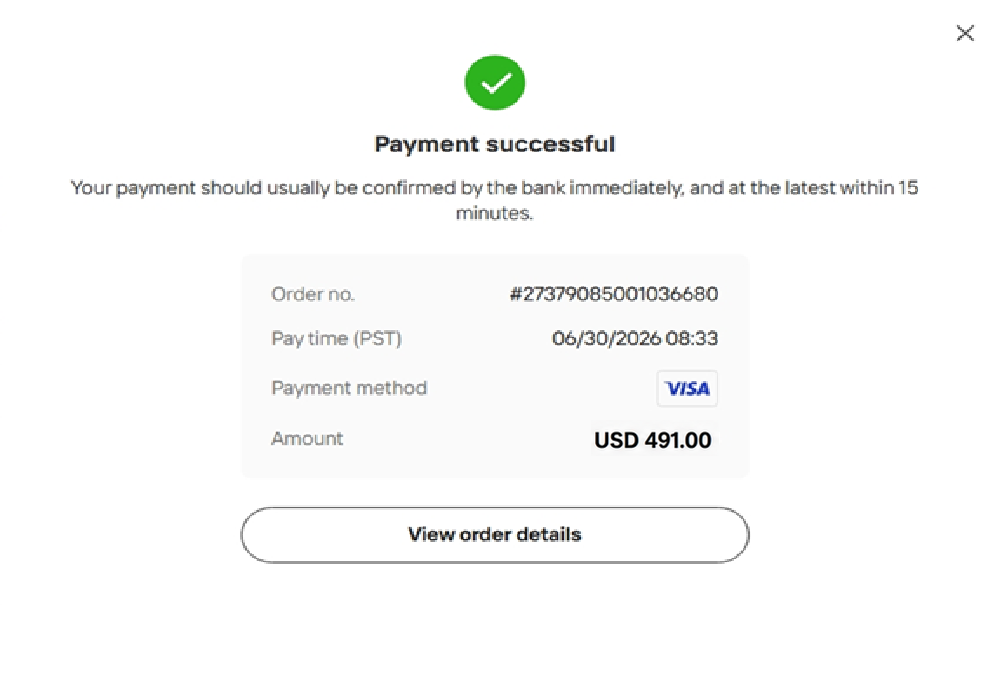 Payment successful
Your payment should usually be confirmed by the bank immediately, and at the latest within 15
minutes.
Order no. #27379085001036680
Pay time (PST) 06/30/2026 08:33
Payment method VISA
Amount USD 491.00
View order details